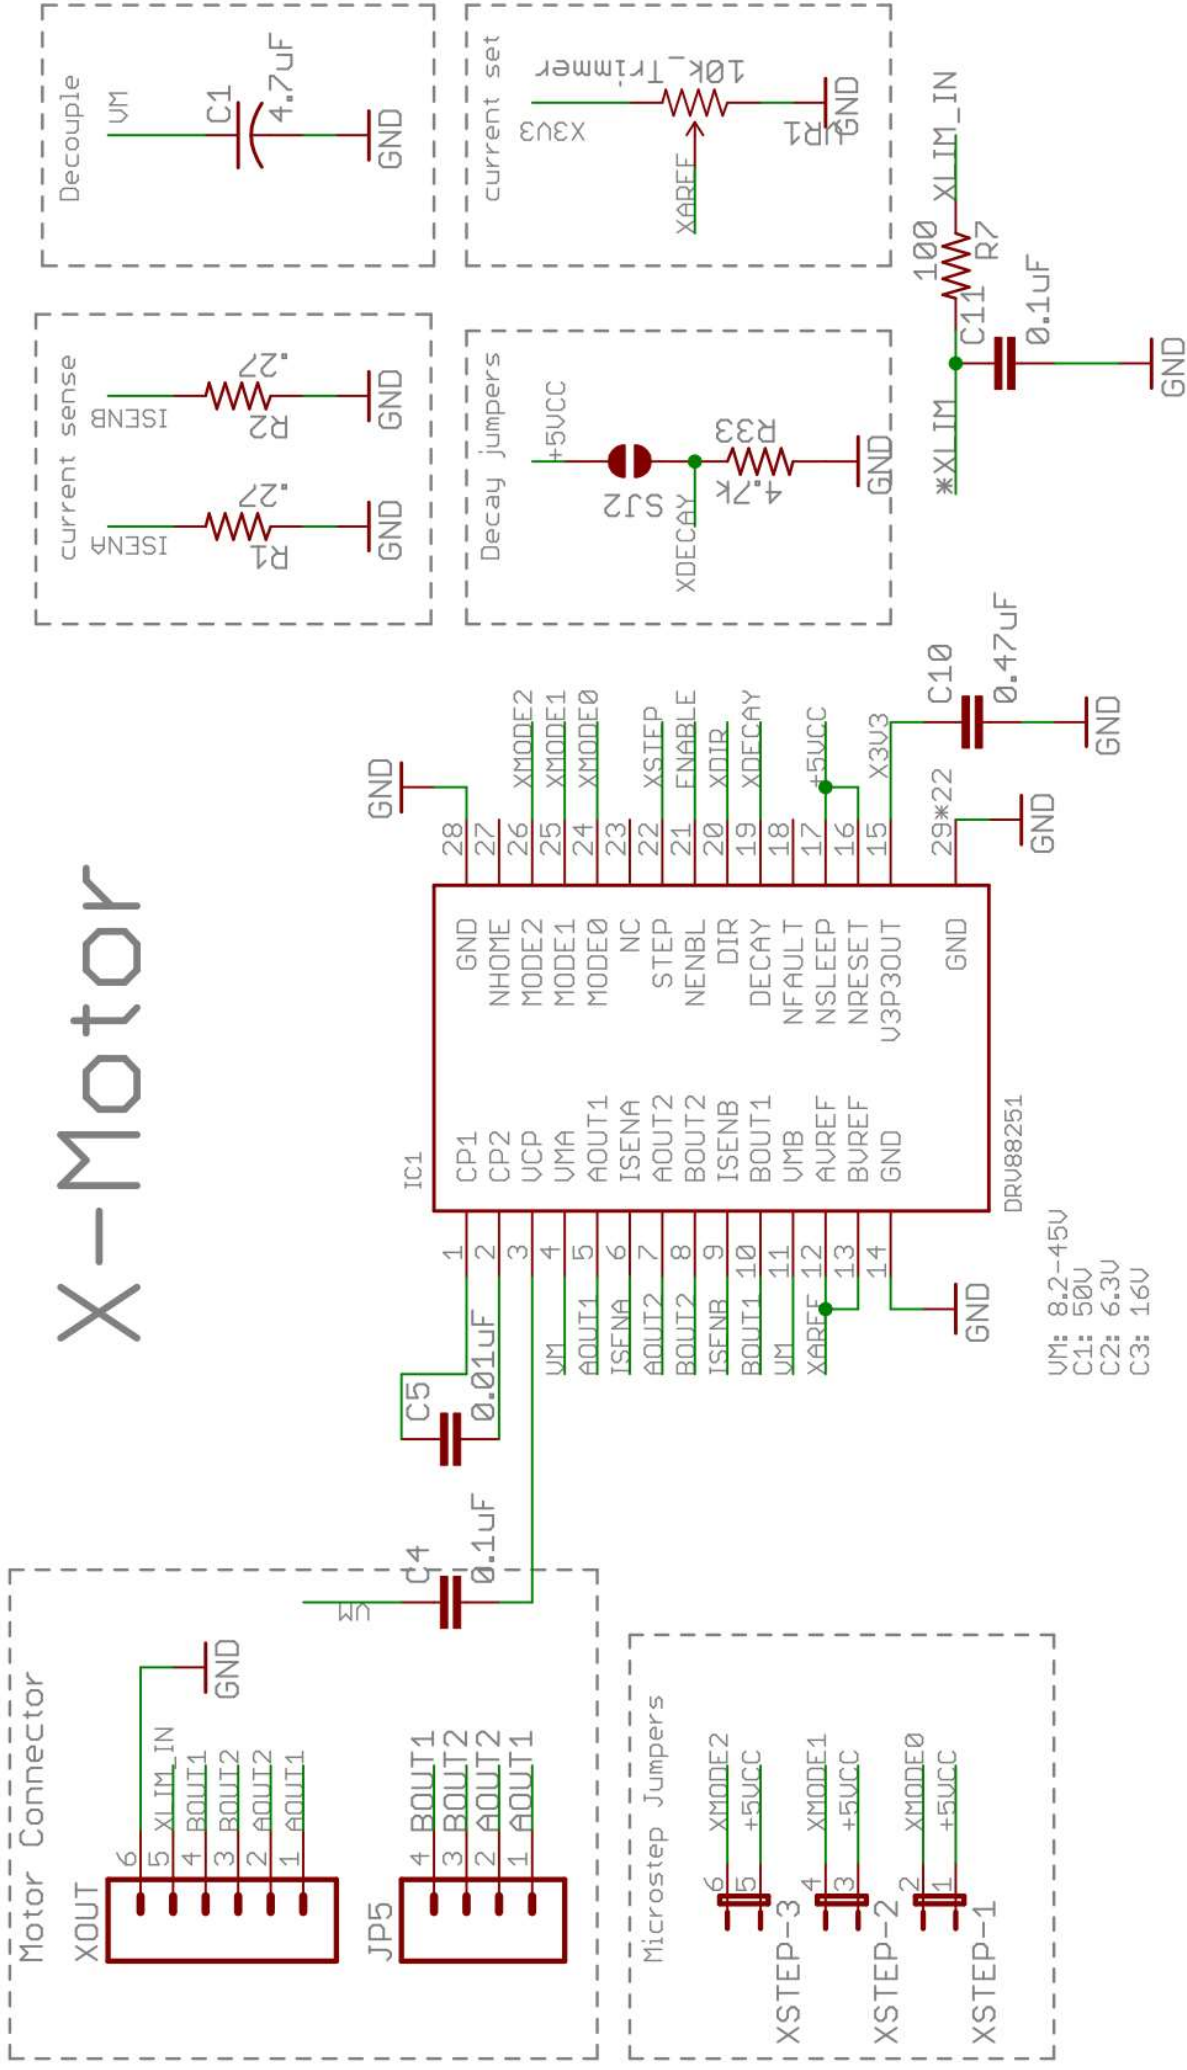 X-Motor
Motor Connector
XOUT
6
5
4
3
2
1
XLIM_IN
BOUT1
BOUT2
AOUT2
AOUT1
GND
JP5
4
3
2
1
BOUT1
BOUT2
AOUT2
AOUT1
VM
C4
0.1uF
C5
0.01uF
Microstep Jumpers
XMODE2
+5VCC
6
5
XSTEP-3
XMODE1
+5VCC
4
3
XSTEP-2
XMODE0
+5VCC
2
1
XSTEP-1
IC1
DRV88251
1 CP1
2 CP2
3 VCP
VM 4 VMA
AOUT1 5 AOUT1
ISENA 6 ISENA
AOUT2 7 AOUT2
BOUT2 8 BOUT2
ISENB 9 ISENB
BOUT1 10 BOUT1
VM 11 VMB
XAREF 12 AVREF
13 BVREF
14 GND
GND
GND 28 GND
NHOME 27
MODE2 26 XMODE2
MODE1 25 XMODE1
MODE0 24 XMODE0
NC 23
STEP 22 XSTEP
NENBL 21 ENABLE
DIR 20 XDIR
DECAY 19 XDECAY
NFAULT 18
NSLEEP 17 +5VCC
NRESET 16
V3P3OUT 15 X3V3
GND 29*22
GND
C10
0.47uF
GND
VM: 8.2-45V
C1: 50V
C2: 6.3V
C3: 16V
current sense
ISENA
R1
.27
GND
ISENB
R2
.27
GND
Decouple
VM
C1
4.7uF
GND
Decay jumpers
+5VCC
SJ2
XDECAY
R33
4.7k
GND
current set
X3V3
10k_Trimmer
XAREF
VR1
GND
*XLIM
100
R7
XLIM_IN
C11
0.1uF
GND